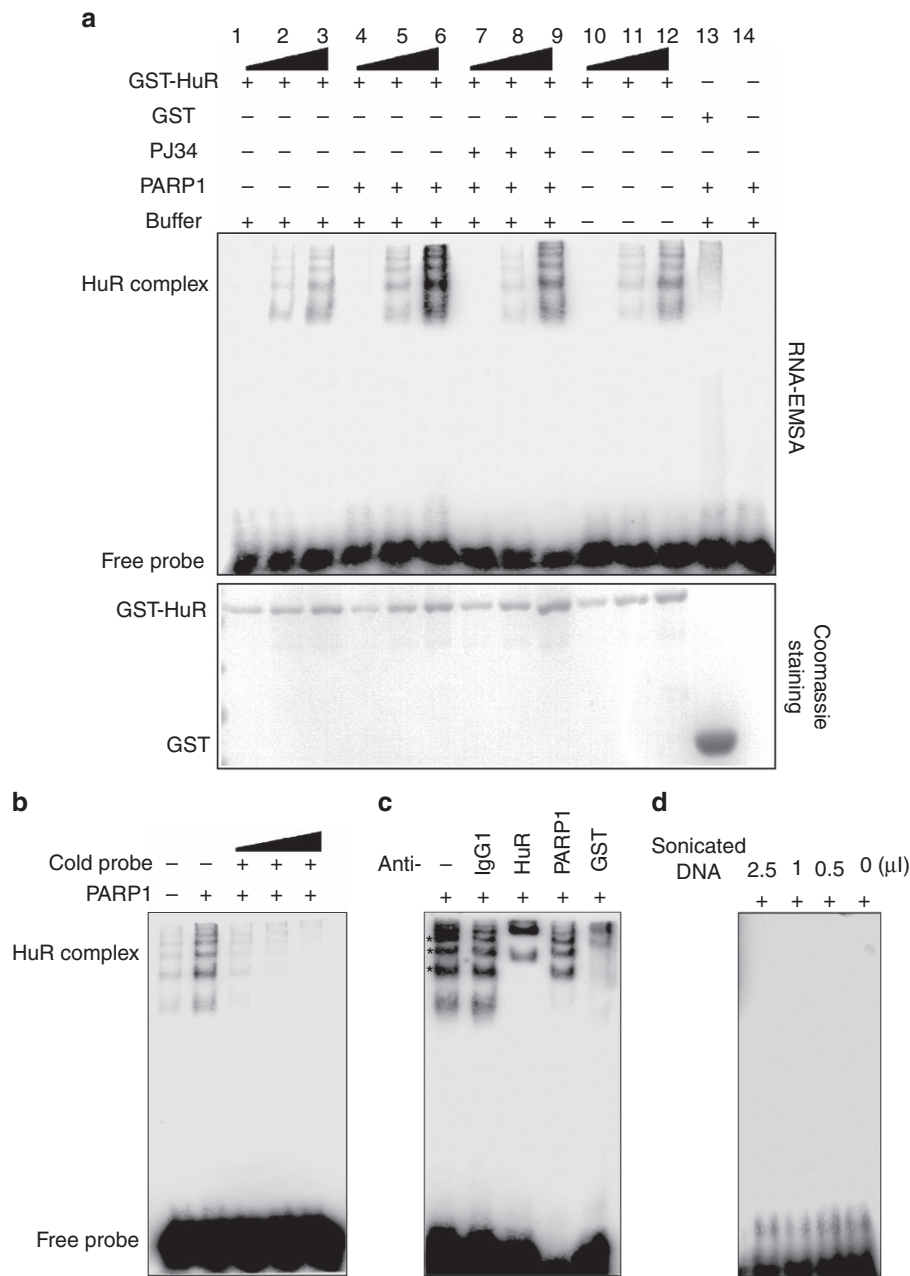 a
1 2 3 4 5 6 7 8 9 10 11 12 13 14
GST-HuR + + + + + + + + + + + + – –
GST – – – – – – – – – – – – + –
PJ34 – – – – – – + + + – – – – –
PARP1 – – – + + + + + + – – – + +
Buffer + + + + + + + + + – – – + +
HuR complex
RNA-EMSA
Free probe
GST-HuR
Coomassie
staining
GST
b
Cold probe – – + + +
PARP1 – + + + +
HuR complex
Free probe
c
Anti- – IgG1 HuR PARP1 GST
+ + + + +
*
*
*
d
Sonicated
DNA 2.5 1 0.5 0 (μl)
+ + + +